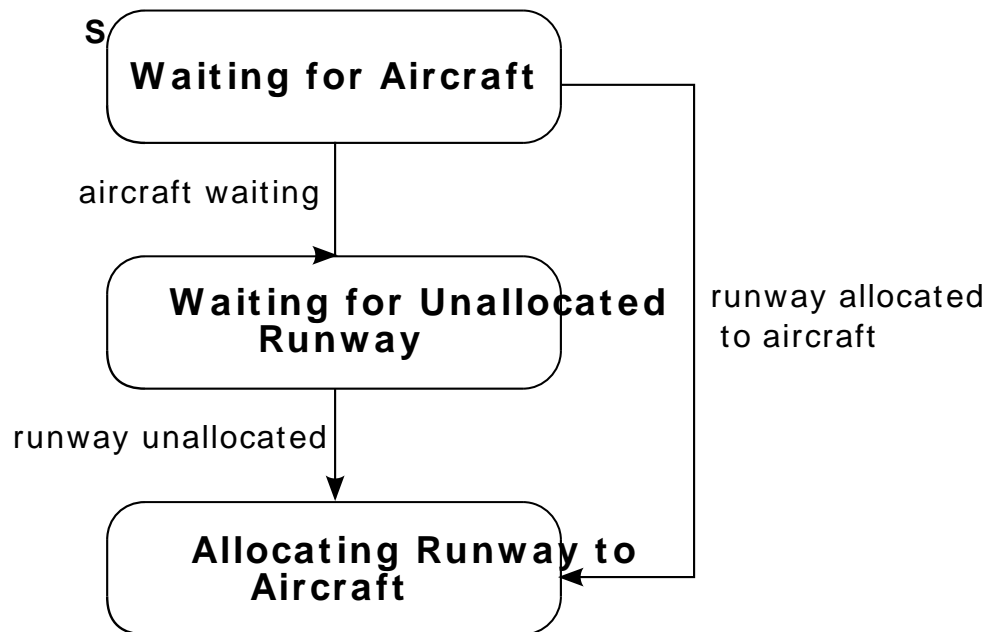 S
Waiting for Aircraft
aircraft waiting
Waiting for Unallocated
Runway
runway allocated
to aircraft
runway unallocated
Allocating Runway to
Aircraft